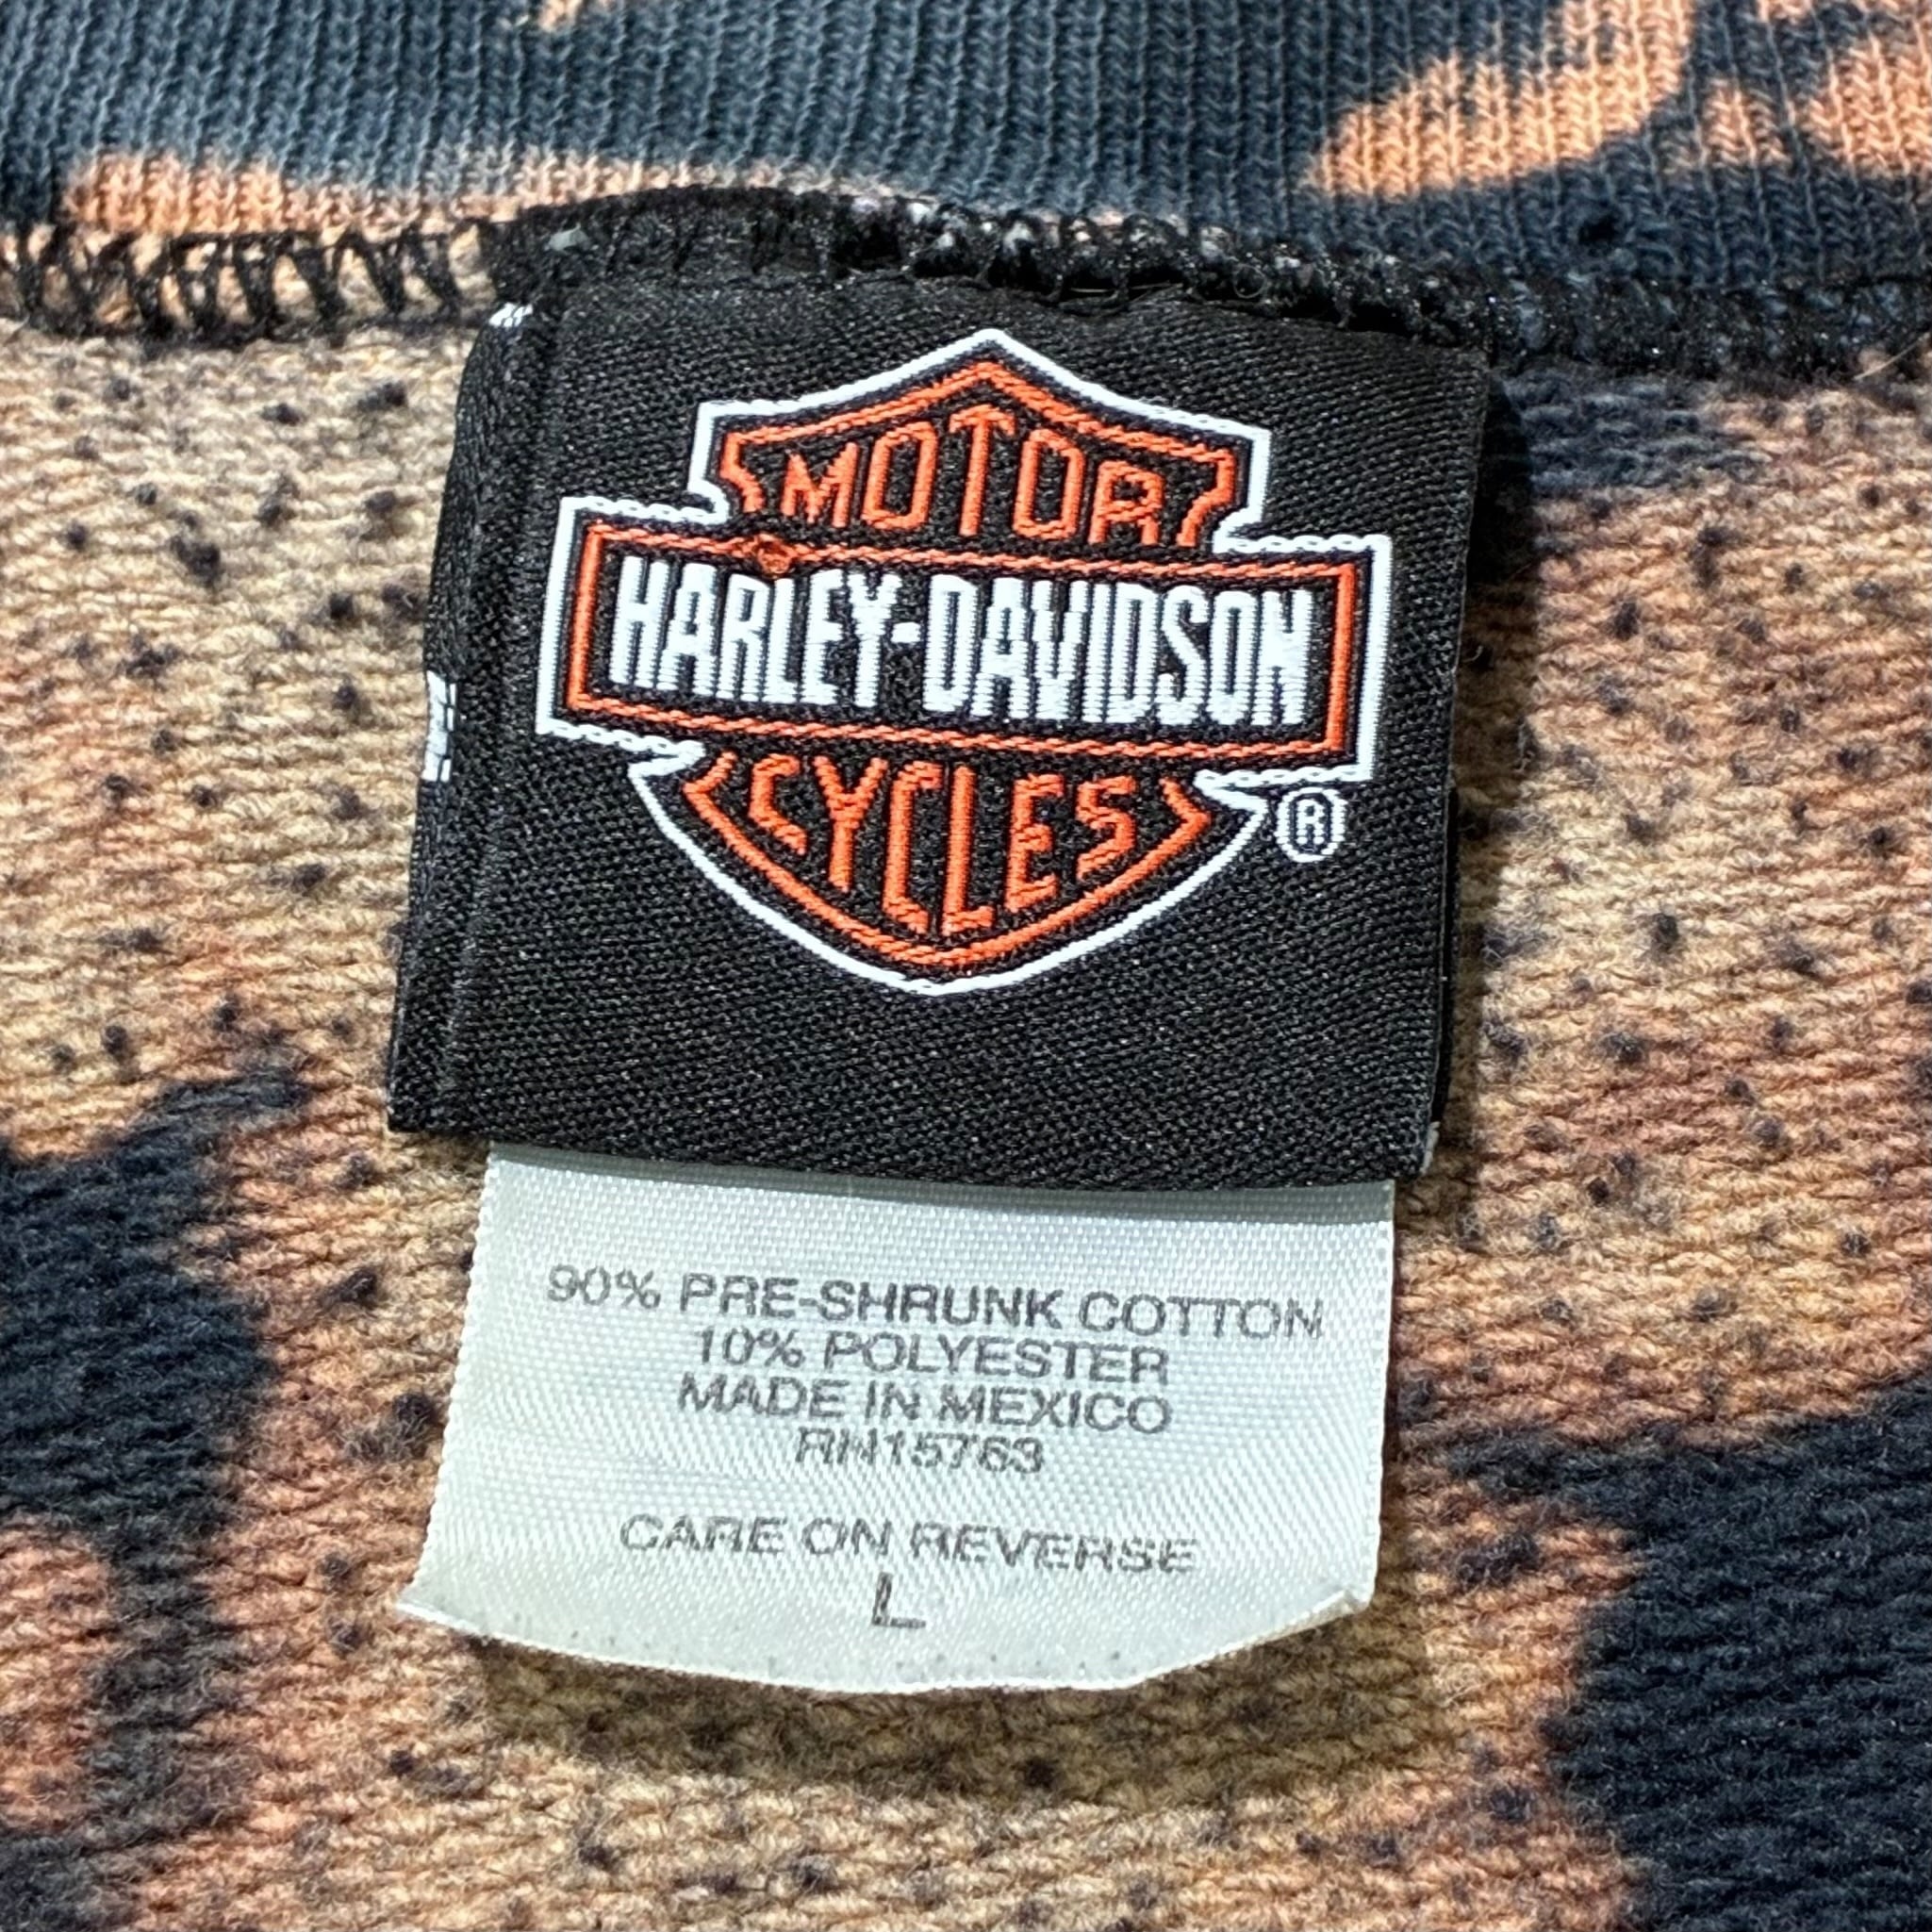 MOTOR
HARLEY-DAVIDSON
CYCLES
®
90% PRE-SHRUNK COTTON
10% POLYESTER
MADE IN MEXICO
RN15763
CARE ON REVERSE
L